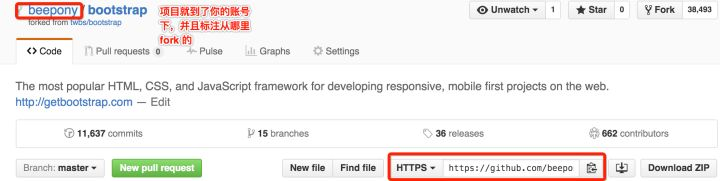 beepony / bootstrap
forked from twbs/bootstrap
项目就到了你的账号
下，并且标注从哪里
fork 的
Unwatch 1 Star 0 Fork 38,493
Code Pull requests 0 Pulse Graphs Settings
The most popular HTML, CSS, and JavaScript framework for developing responsive, mobile first projects on the web.
http://getbootstrap.com — Edit
11,637 commits 15 branches 36 releases 662 contributors
Branch: master New pull request New file Find file HTTPS https://github.com/beepo Download ZIP